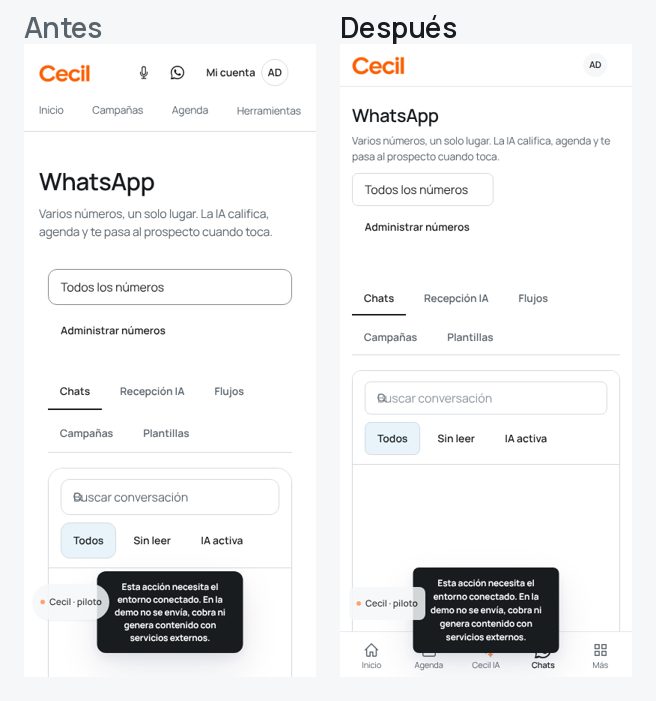 Antes
Cecil
Mi cuenta
AD
Inicio
Campañas
Agenda
Herramientas
WhatsApp
Varios números, un solo lugar. La IA califica,
agenda y te pasa al prospecto cuando toca.
Todos los números
Administrar números
Chats
Recepción IA
Flujos
Campañas
Plantillas
Buscar conversación
Todos
Sin leer
IA activa
Cecil · piloto
Esta acción necesita el
entorno conectado. En la
demo no se envía, cobra ni
genera contenido con
servicios externos.
Después
Cecil
AD
WhatsApp
Varios números, un solo lugar. La IA califica, agenda y te
pasa al prospecto cuando toca.
Todos los números
Administrar números
Chats
Recepción IA
Flujos
Campañas
Plantillas
Buscar conversación
Todos
Sin leer
IA activa
Cecil · piloto
Esta acción necesita el
entorno conectado. En la
demo no se envía, cobra ni
genera contenido con
servicios externos.
Inicio
Agenda
Cecil IA
Chats
Más